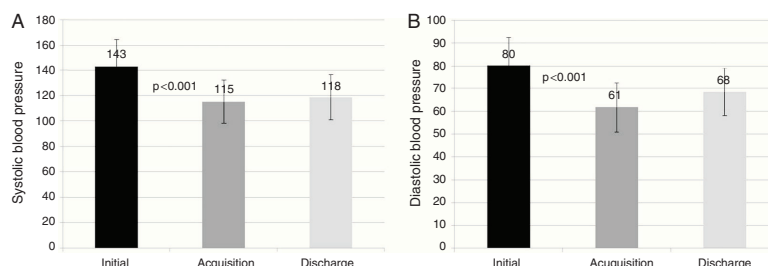 A
Systolic blood pressure
180
160
140
120
100
80
60
40
20
0
143
p<0.001
115
118
Initial
Acquisition
Discharge
B
Diastolic blood pressure
100
90
80
70
60
50
40
30
20
10
0
80
p<0.001
61
68
Initial
Acuquisition
Discharge